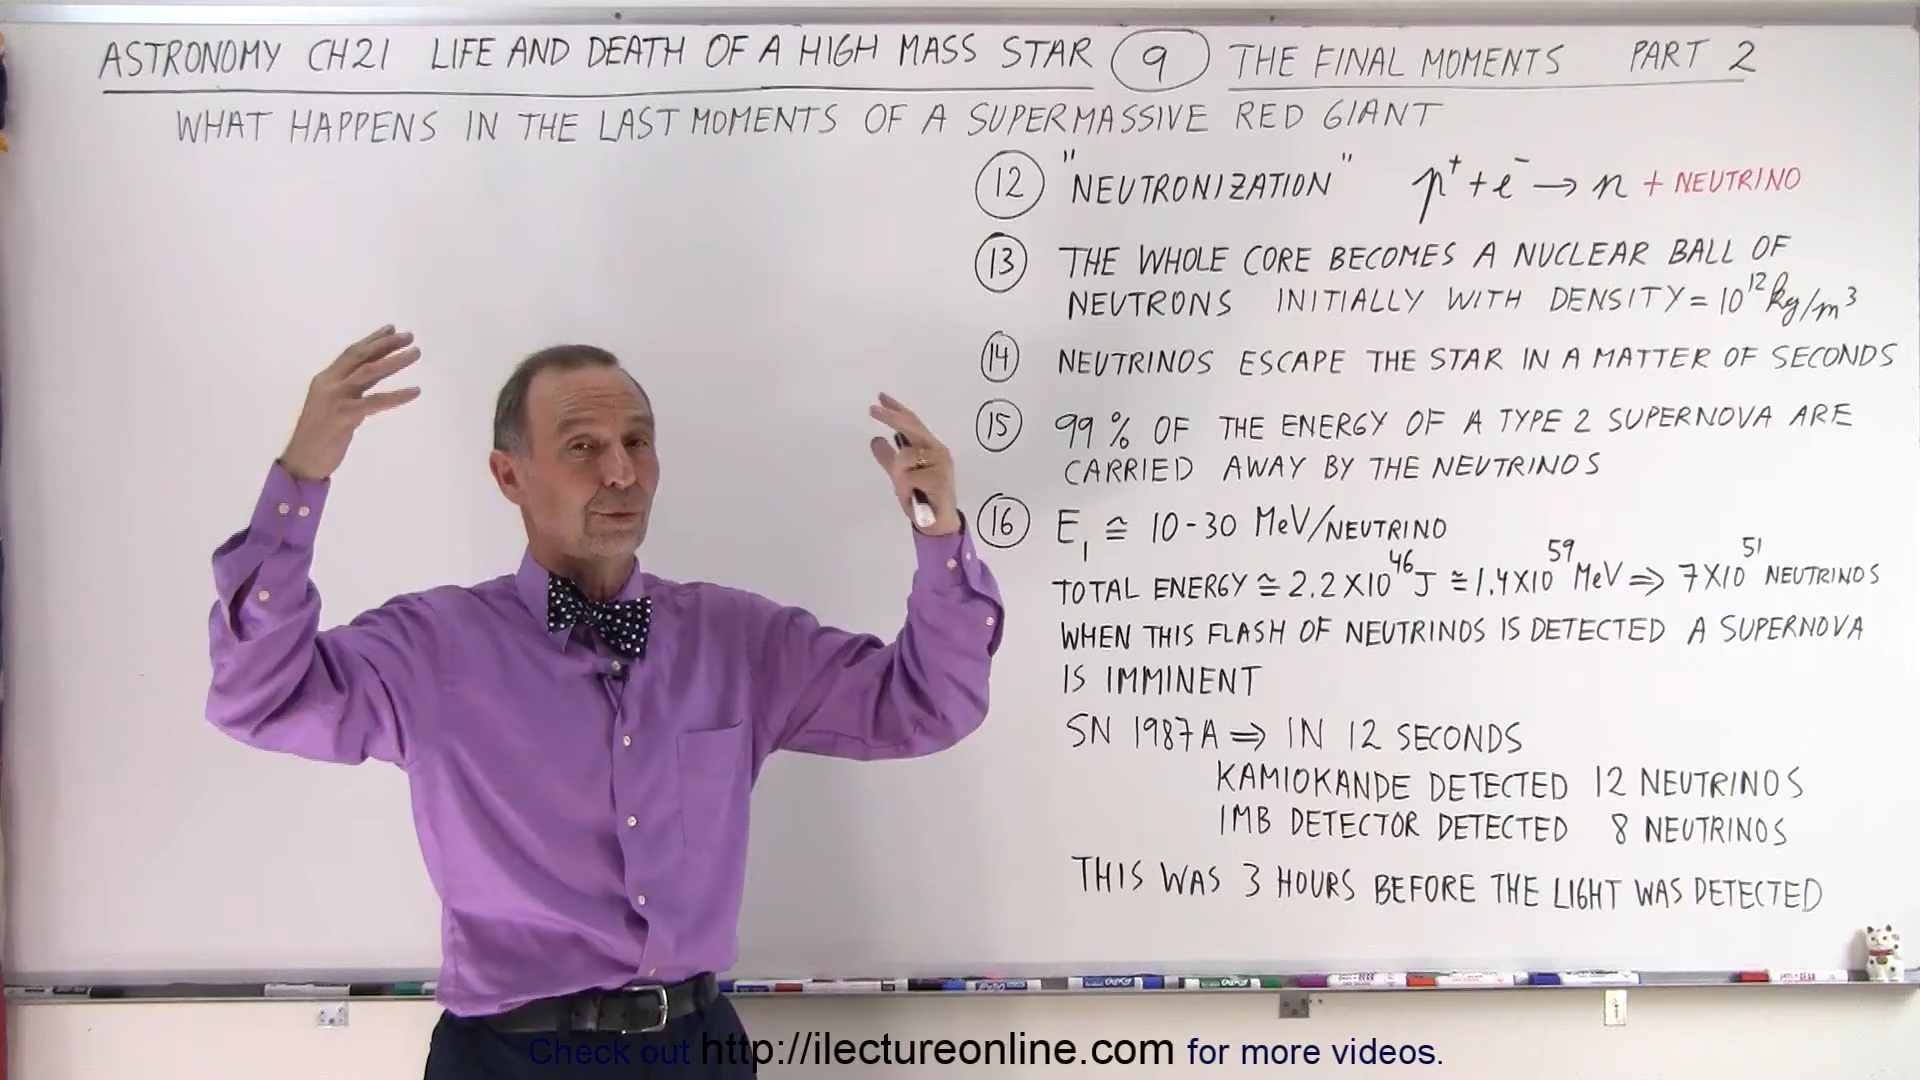 ASTRONOMY CH21 LIFE AND DEATH OF A HIGH MASS STAR 9 THE FINAL MOMENTS PART 2
WHAT HAPPENS IN THE LAST MOMENTS OF A SUPERMASSIVE RED GIANT
12 "NEUTRONIZATION" p⁺ + e⁻ → n + NEUTRINO
13 THE WHOLE CORE BECOMES A NUCLEAR BALL OF
NEUTRONS INITIALLY WITH DENSITY = 10¹² kg/m³
14 NEUTRINOS ESCAPE THE STAR IN A MATTER OF SECONDS
15 99% OF THE ENERGY OF A TYPE 2 SUPERNOVA ARE
CARRIED AWAY BY THE NEUTRINOS
16 E₁ ≅ 10-30 MeV/NEUTRINO
TOTAL ENERGY ≅ 2.2 X 10⁴⁶ J ≅ 1.4 X 10⁵⁹ MeV ⇒ 7 X 10⁵¹ NEUTRINOS
WHEN THIS FLASH OF NEUTRINOS IS DETECTED A SUPERNOVA
IS IMMINENT
SN 1987A ⇒ IN 12 SECONDS
KAMIOKANDE DETECTED 12 NEUTRINOS
IMB DETECTOR DETECTED 8 NEUTRINOS
THIS WAS 3 HOURS BEFORE THE LIGHT WAS DETECTED
Check out http://ilectureonline.com for more videos.